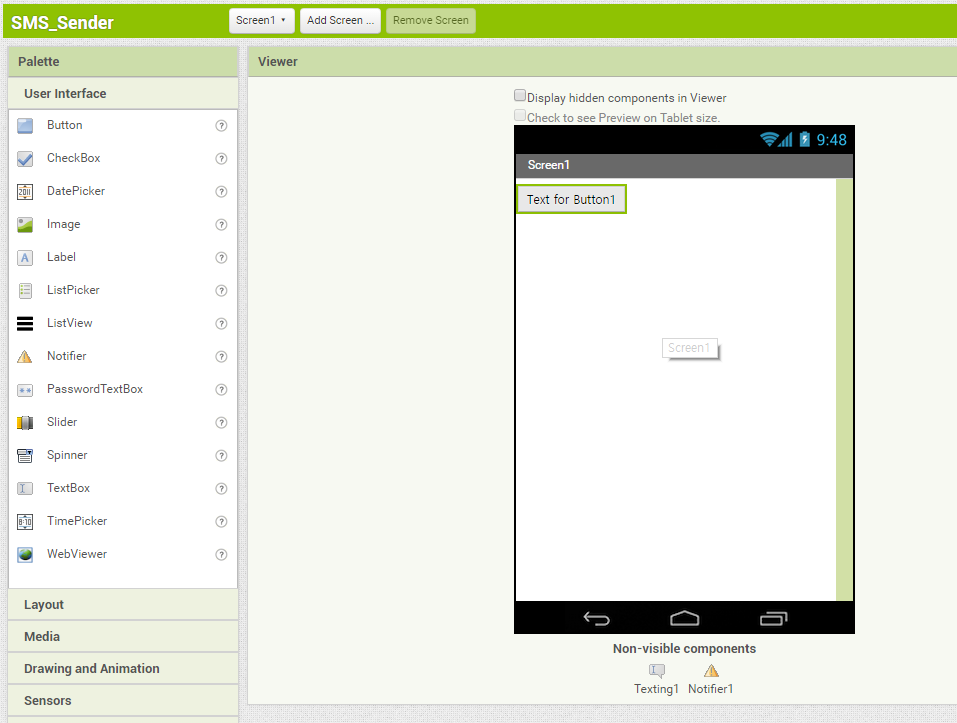 SMS_Sender
Screen1
Add Screen ...
Remove Screen
Palette
User Interface
Button
CheckBox
DatePicker
Image
Label
ListPicker
ListView
Notifier
PasswordTextBox
Slider
Spinner
TextBox
TimePicker
WebViewer
Layout
Media
Drawing and Animation
Sensors
Viewer
Display hidden components in Viewer
Check to see Preview on Tablet size.
9:48
Screen1
Text for Button1
Screen1
Non-visible components
Texting1 Notifier1